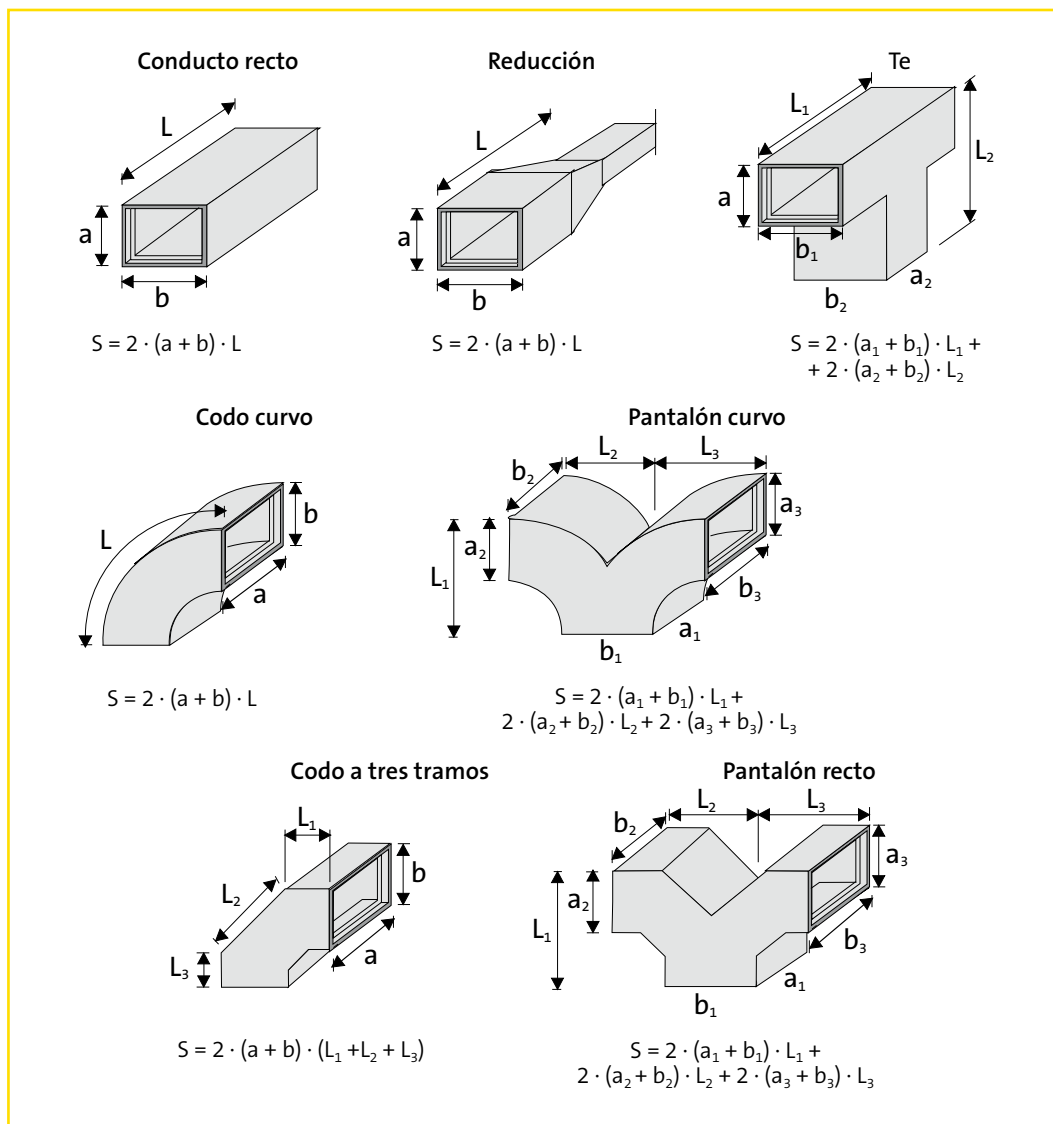 Conducto recto
L
a
b
S = 2 · (a + b) · L
Reducción
L
a
b
S = 2 · (a + b) · L
Te
L₁
L₂
a
b₁
a₂
b₂
S = 2 · (a₁ + b₁) · L₁ +
+ 2 · (a₂ + b₂) · L₂
Codo curvo
L
b
a
S = 2 · (a + b) · L
Pantalón curvo
L₂
L₃
b₂
a₃
a₂
L₁
b₃
a₁
b₁
S = 2 · (a₁ + b₁) · L₁ +
2 · (a₂ + b₂) · L₂ + 2 · (a₃ + b₃) · L₃
Codo a tres tramos
L₁
b
L₂
a
L₃
S = 2 · (a + b) · (L₁ +L₂ + L₃)
Pantalón recto
L₂
L₃
b₂
a₃
a₂
L₁
b₃
a₁
b₁
S = 2 · (a₁ + b₁) · L₁ +
2 · (a₂ + b₂) · L₂ + 2 · (a₃ + b₃) · L₃